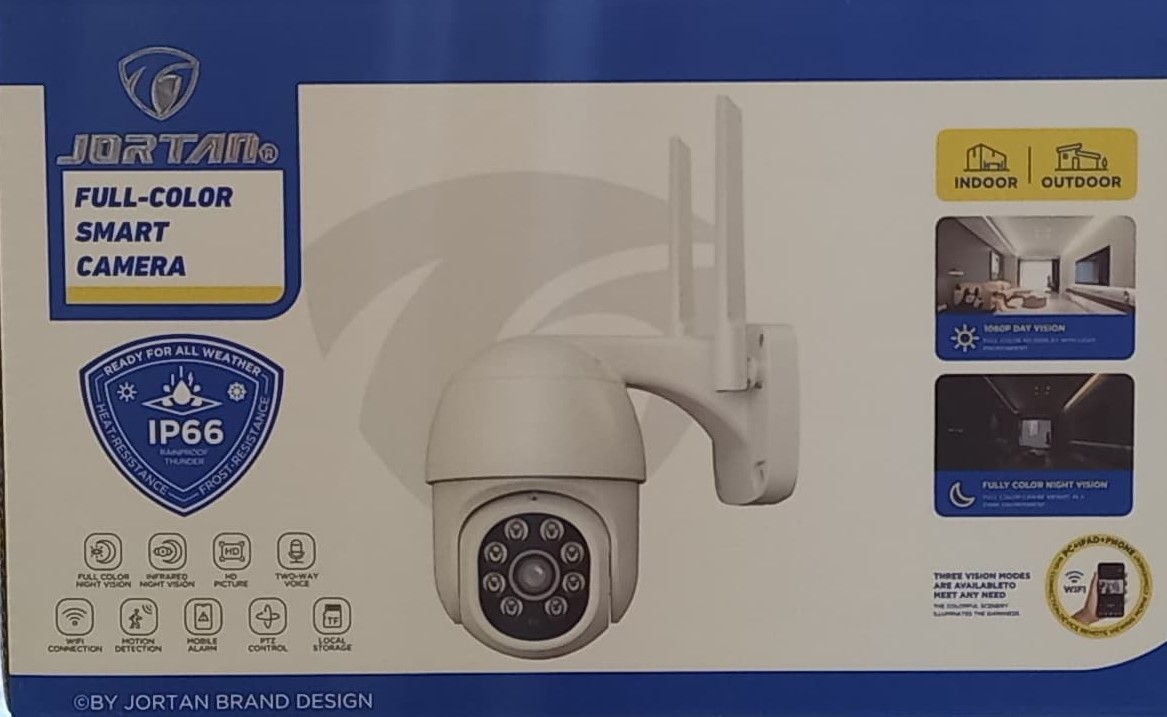 JORTAN®
FULL-COLOR
SMART
CAMERA
READY FOR ALL WEATHER
IP66
RAINPROOF
THUNDER
HEAT-RESISTANCE
FROST-RESISTANCE
FULL COLOR
NIGHT VISION
INFRARED
NIGHT VISION
HD
HD
PICTURE
TWO-WAY
VOICE
WIFI
CONNECTION
MOTION
DETECTION
MOBILE
ALARM
PTZ
CONTROL
TF
LOCAL
STORAGE
INDOOR
OUTDOOR
1080P DAY VISION
FULLY COLOR NIGHT VISION
THREE VISION MODES
ARE AVAILABLETO
MEET ANY NEED
THE COLORFUL SCENERY
ILLUMINATES THE DARKNESS.
PC+IPAD+PHONE
WIFI
©BY JORTAN BRAND DESIGN